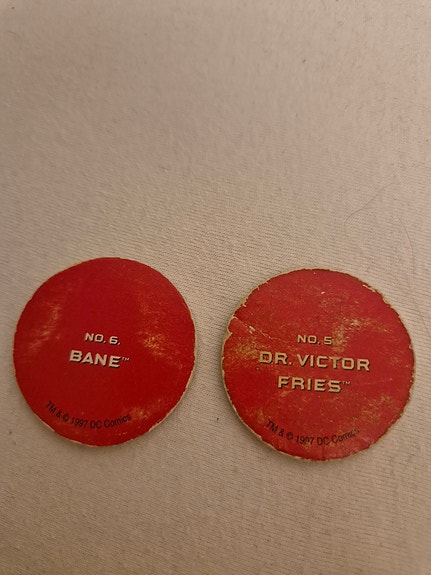 NO. 6.
BANE™
TM & © 1997 DC Comics
NO. 5
DR. VICTOR
FRIES™
TM & © 1997 DC Comics